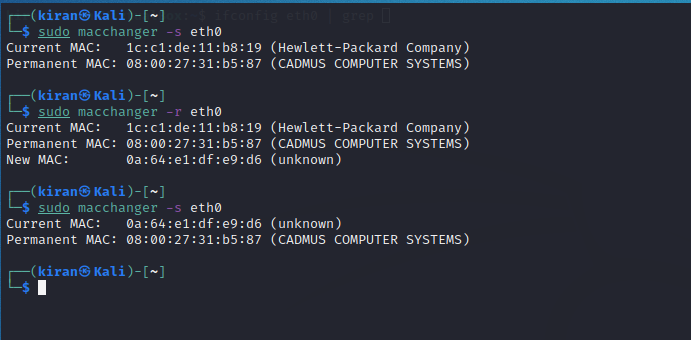 ┌──(kiran㉿Kali)-[~]
└─$ sudo macchanger -s eth0
Current MAC:   1c:c1:de:11:b8:19 (Hewlett-Packard Company)
Permanent MAC: 08:00:27:31:b5:87 (CADMUS COMPUTER SYSTEMS)
┌──(kiran㉿Kali)-[~]
└─$ sudo macchanger -r eth0
Current MAC:   1c:c1:de:11:b8:19 (Hewlett-Packard Company)
Permanent MAC: 08:00:27:31:b5:87 (CADMUS COMPUTER SYSTEMS)
New MAC:       0a:64:e1:df:e9:d6 (unknown)
┌──(kiran㉿Kali)-[~]
└─$ sudo macchanger -s eth0
Current MAC:   0a:64:e1:df:e9:d6 (unknown)
Permanent MAC: 08:00:27:31:b5:87 (CADMUS COMPUTER SYSTEMS)
┌──(kiran㉿Kali)-[~]
└─$